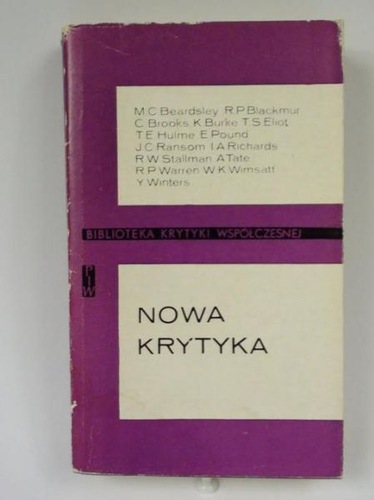 M.C. Beardsley R.P. Blackmur
C. Brooks K. Burke T.S. Eliot
T.E. Hulme E. Pound
J.C. Ransom I.A. Richards
R.W. Stallman A. Tate
R.P. Warren W.K. Wimsatt
Y Winters
BIBLIOTEKA KRYTYKI WSPÓŁCZESNEJ
PIW
NOWA
KRYTYKA